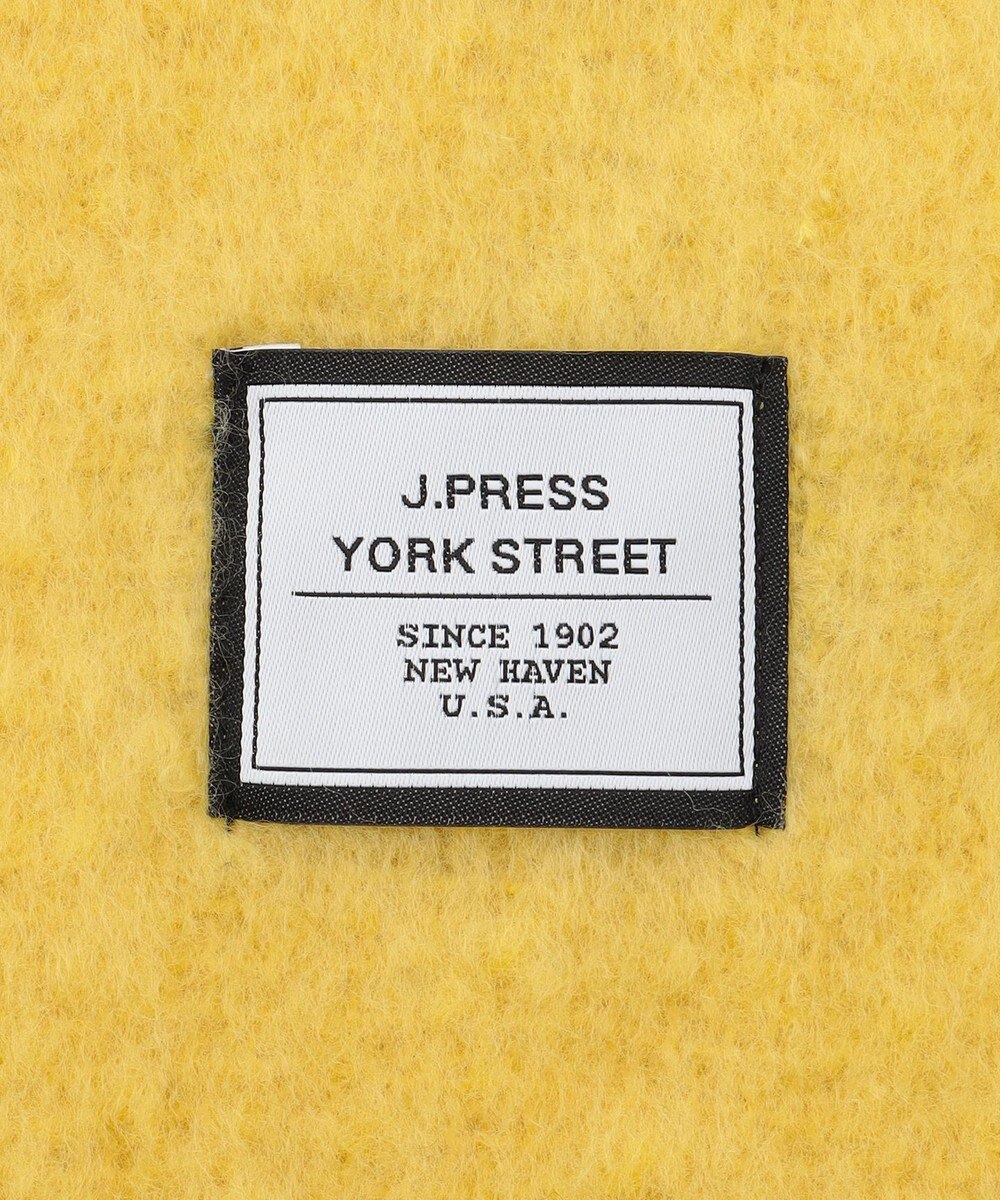 J.PRESS
YORK STREET
SINCE 1902
NEW HAVEN
U.S.A.